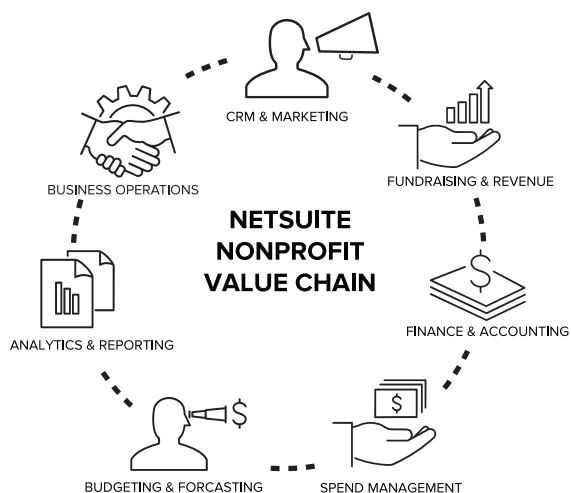 CRM & MARKETING
FUNDRAISING & REVENUE
BUSINESS OPERATIONS
NETSUITE
NONPROFIT
VALUE CHAIN
$
FINANCE & ACCOUNTING
ANALYTICS & REPORTING
$
$
BUDGETING & FORCASTING
SPEND MANAGEMENT